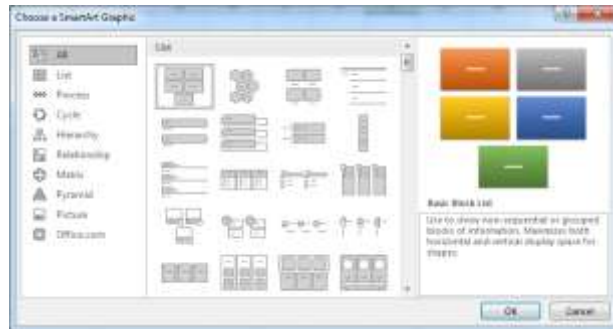 Choose a SmartArt Graphic
All
List
Process
Cycle
Hierarchy
Relationship
Matrix
Pyramid
Picture
Office.com
List
Basic Block List
Use to show non-sequential or grouped
blocks of information. Maximizes both
horizontal and vertical display space for
shapes.
OK
Cancel